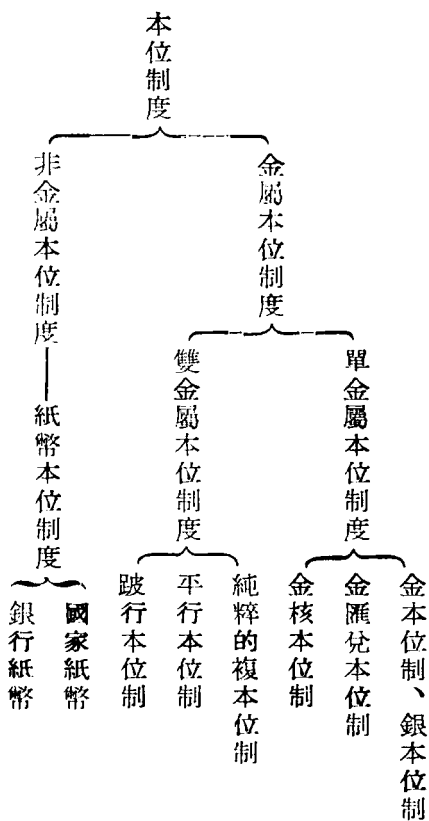 本位制度
金屬本位制度
單金屬本位制度
金本位制、銀本位制
金匯兌本位制
金核本位制
雙金屬本位制度
純粹的複本位制
平行本位制
跛行本位制
非金屬本位制度
紙幣本位制度
國家紙幣
銀行紙幣